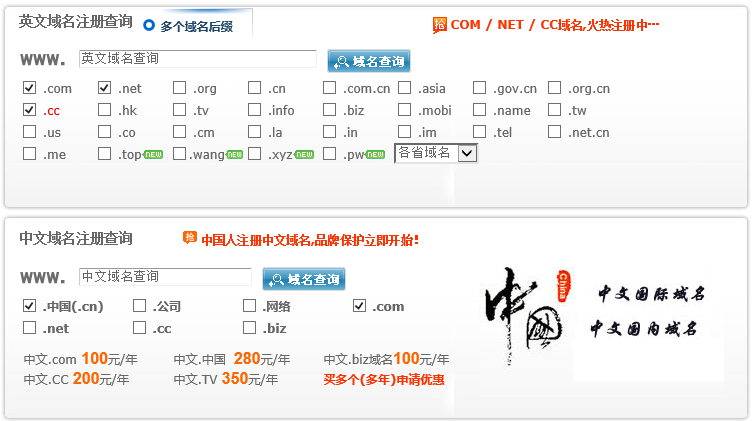 英文域名注册查询 多个域名后缀 抢 COM / NET / CC域名,火热注册中…
www. 英文域名查询 域名查询
.com .net .org .cn .com.cn .asia .gov.cn .org.cn
.cc .hk .tv .info .biz .mobi .name .tw
.us .co .cm .la .in .im .tel .net.cn
.me .top NEW .wang NEW .xyz NEW .pw NEW 各省域名
中文域名注册查询 抢 中国人注册中文域名,品牌保护立即开始!
www. 中文域名查询 域名查询
.中国(.cn) .公司 .网络 .com
.net .cc .biz
中文.com 100元/年 中文.中国 280元/年 中文.biz域名100元/年
中文.CC 200元/年 中文.TV 350元/年 买多个(多年)申请优惠
中國 China
中文国际域名
中文国内域名